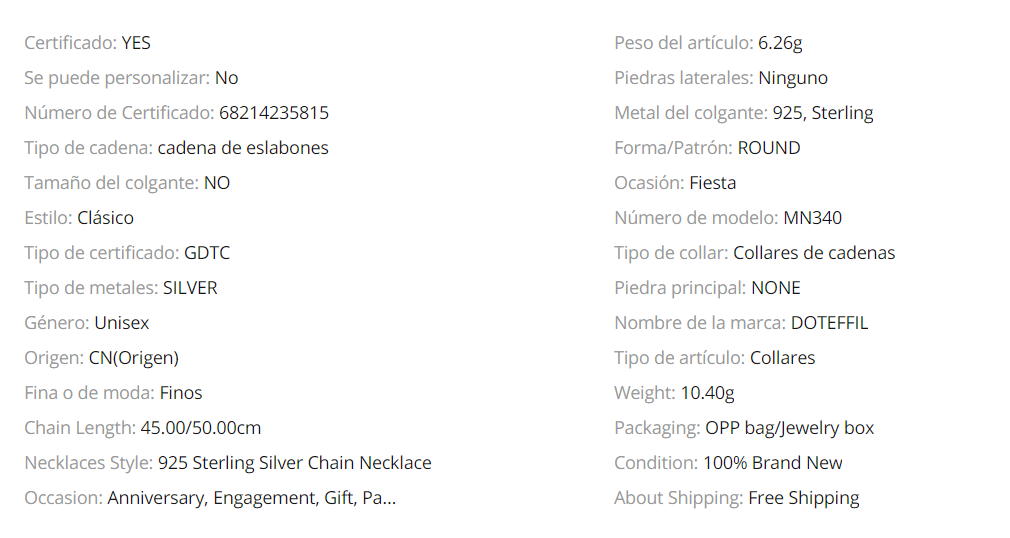 Certificado: YES
Se puede personalizar: No
Número de Certificado: 68214235815
Tipo de cadena: cadena de eslabones
Tamaño del colgante: NO
Estilo: Clásico
Tipo de certificado: GDTC
Tipo de metales: SILVER
Género: Unisex
Origen: CN(Origen)
Fina o de moda: Finos
Chain Length: 45.00/50.00cm
Necklaces Style: 925 Sterling Silver Chain Necklace
Occasion: Anniversary, Engagement, Gift, Pa...
Peso del artículo: 6.26g
Piedras laterales: Ninguno
Metal del colgante: 925, Sterling
Forma/Patrón: ROUND
Ocasión: Fiesta
Número de modelo: MN340
Tipo de collar: Collares de cadenas
Piedra principal: NONE
Nombre de la marca: DOTEFFIL
Tipo de artículo: Collares
Weight: 10.40g
Packaging: OPP bag/Jewelry box
Condition: 100% Brand New
About Shipping: Free Shipping